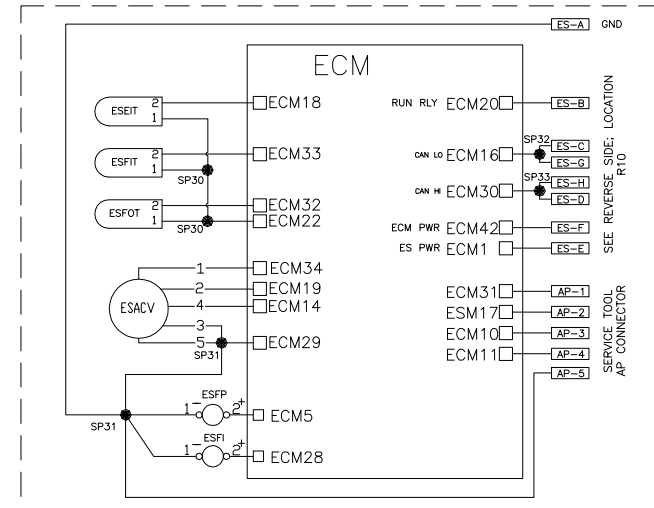 ES-A GND
ECM
ESEIT 2 1
ECM18
RUN RLY ECM20 ES-B
ESFIT 2 1
ECM33
SP30
CAN LO ECM16 SP32 ES-C
ES-G
CAN HI ECM30 SP33 ES-H
ES-D
ESFOT 2 1
ECM32
ECM22
SP30
ECM PWR ECM42 ES-F
ES PWR ECM1 ES-E
SEE REVERSE SIDE; LOCATION
R10
ESACV
1 ECM34
2 ECM19
4 ECM14
3
5 ECM29
SP31
ECM31 AP-1
ESM17 AP-2
ECM10 AP-3
ECM11 AP-4
AP-5
SERVICE TOOL
AP CONNECTOR
SP31
ESFP
1 - 2 + ECM5
ESFI
1 - 2 + ECM28